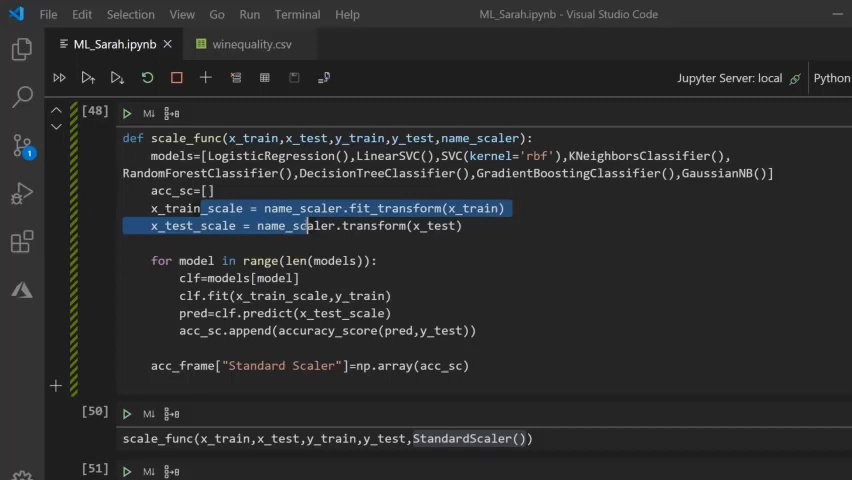 File Edit Selection View Go Run Terminal Help ML_Sarah.ipynb - Visual Studio Code
ML_Sarah.ipynb winequality.csv
Jupyter Server: local Python
[48] M↓
def scale_func(x_train,x_test,y_train,y_test,name_scaler):
    models=[LogisticRegression(),LinearSVC(),SVC(kernel='rbf'),KNeighborsClassifier(),
RandomForestClassifier(),DecisionTreeClassifier(),GradientBoostingClassifier(),GaussianNB()]
    acc_sc=[]
    x_train_scale = name_scaler.fit_transform(x_train)
    x_test_scale = name_scaler.transform(x_test)
    for model in range(len(models)):
        clf=models[model]
        clf.fit(x_train_scale,y_train)
        pred=clf.predict(x_test_scale)
        acc_sc.append(accuracy_score(pred,y_test))
    acc_frame["Standard Scaler"]=np.array(acc_sc)
1
[50] M↓
scale_func(x_train,x_test,y_train,y_test,StandardScaler())
[51] M↓